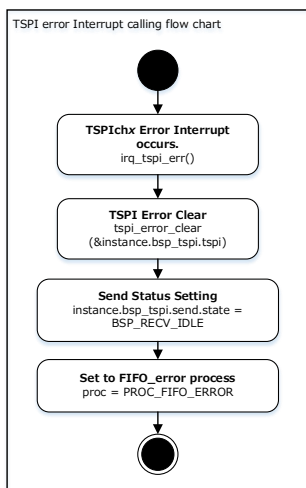 TSPI error Interrupt calling flow chart
TSPIchx Error Interrupt
occurs.
irq_tspi_err()
TSPI Error Clear
tspi_error_clear
(&instance.bsp_tspi.tspi)
Send Status Setting
instance.bsp_tspi.send.state =
BSP_RECV_IDLE
Set to FIFO_error process
proc = PROC_FIFO_ERROR